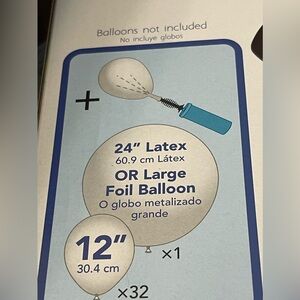 Balloons not included
No incluye globos
+
24" Latex
60.9 cm Látex
OR Large
Foil Balloon
O globo metalizado
grande
12"
30.4 cm
×1
×32